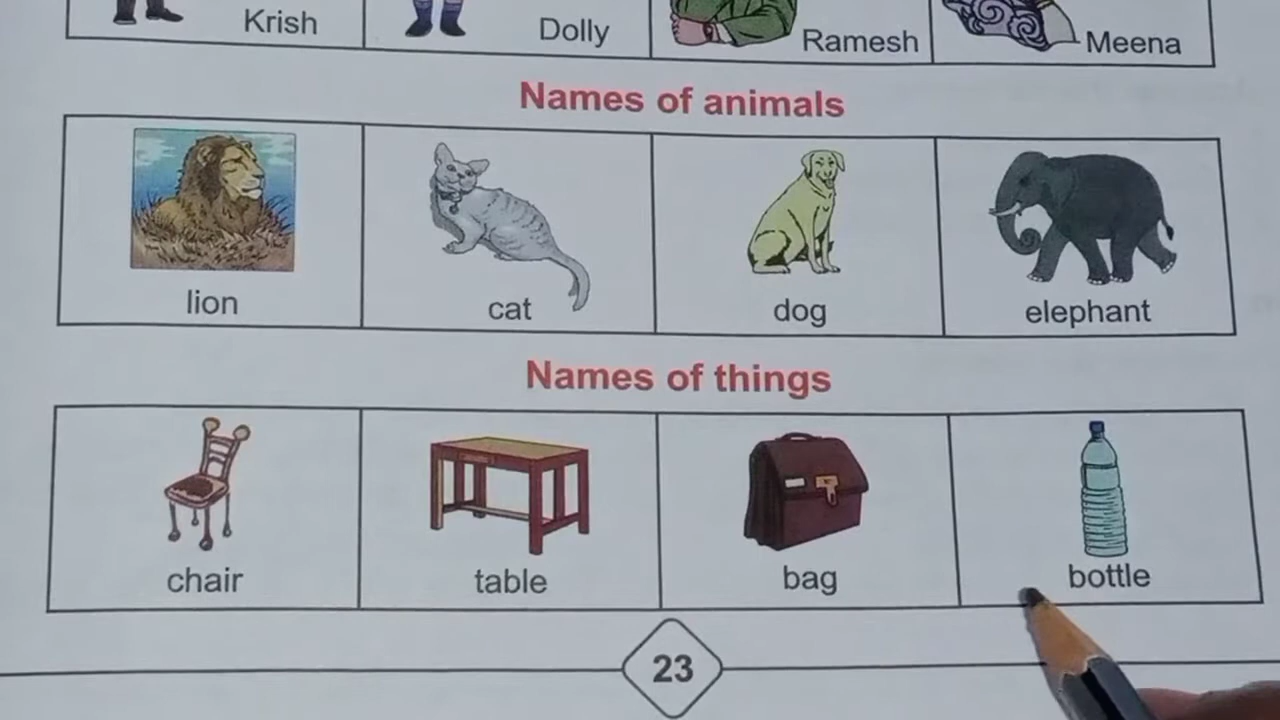 Krish Dolly Ramesh Meena
Names of animals
lion cat dog elephant
Names of things
chair table bag bottle
23